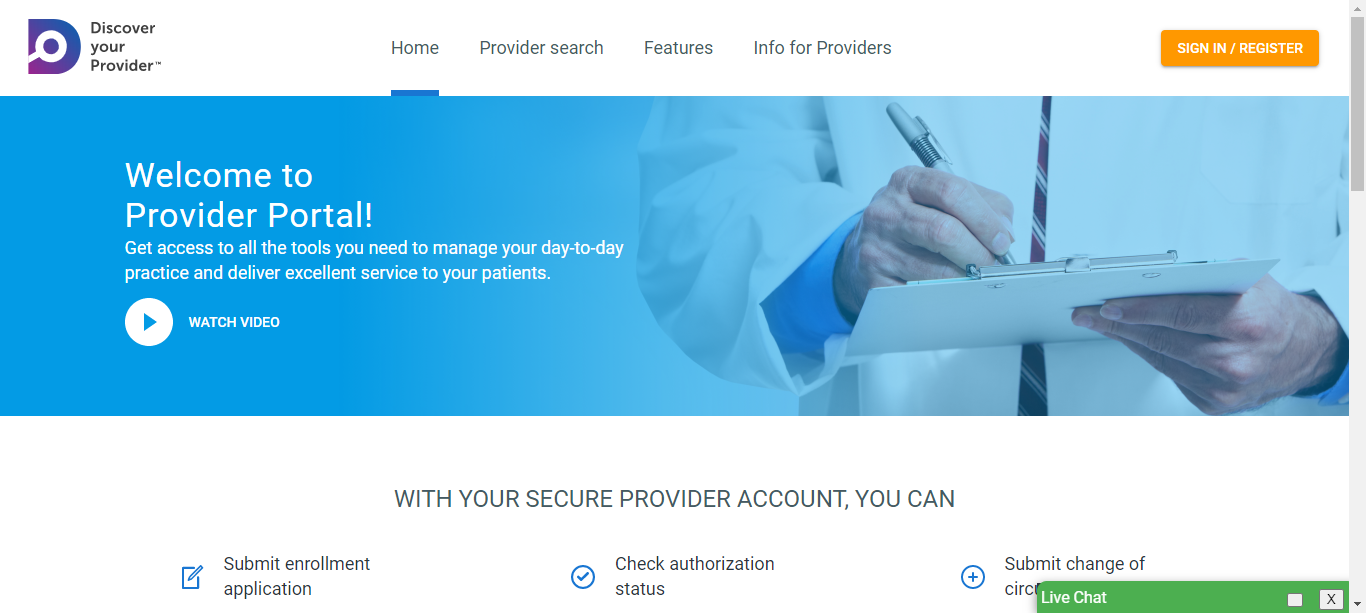 Discover
your
Provider™
Home
Provider search
Features
Info for Providers
SIGN IN / REGISTER
Welcome to
Provider Portal!
Get access to all the tools you need to manage your day-to-day
practice and deliver excellent service to your patients.
WATCH VIDEO
WITH YOUR SECURE PROVIDER ACCOUNT, YOU CAN
Submit enrollment
application
Check authorization
status
Submit change of
Live Chat
X